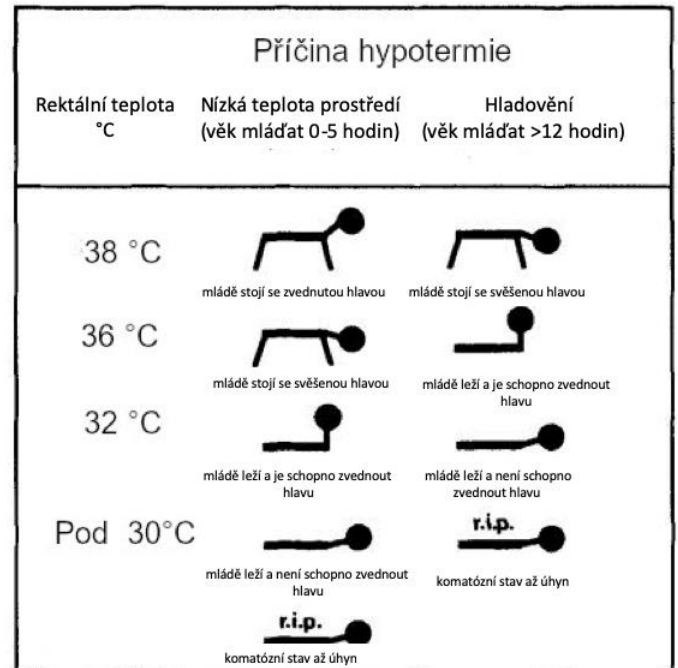 Příčina hypotermie
Rektální teplota Nízká teplota prostředí Hladovění
°C (věk mláďat 0-5 hodin) (věk mláďat >12 hodin)
38 °C
mládě stojí se zvednutou hlavou mládě stojí se svěšenou hlavou
36 °C
mládě stojí se svěšenou hlavou mládě leží a je schopno zvednout
hlavu
32 °C
mládě leží a je schopno zvednout mládě leží a není schopno
hlavu zvednout hlavu
Pod 30°C r.i.p.
mládě leží a není schopno zvednout komatózní stav až úhyn
hlavu
r.i.p.
komatózní stav až úhyn